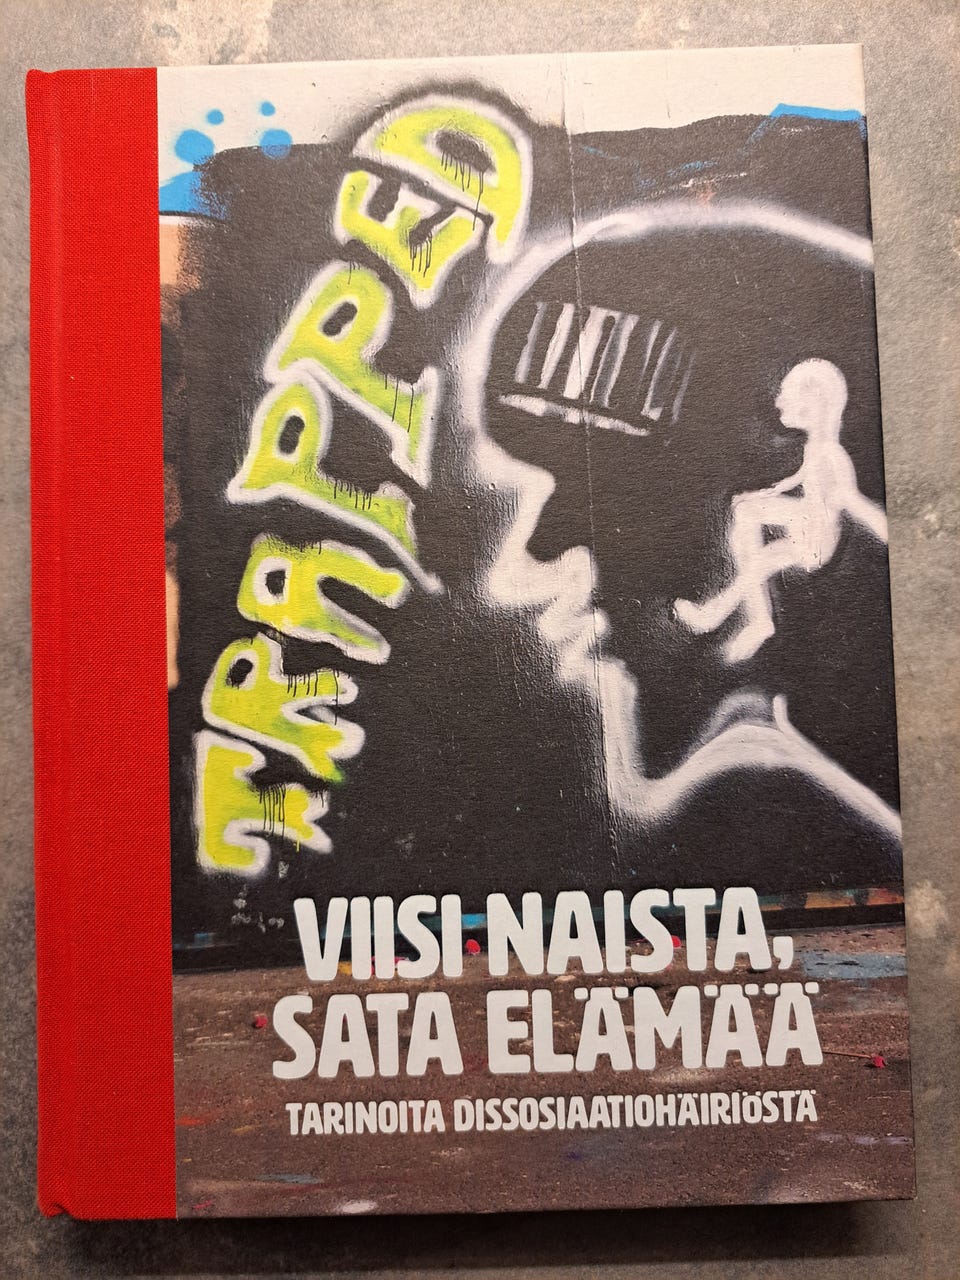 TRAPPED
VIISI NAISTA,
SATA ELÄMÄÄ
TARINOITA DISSOSIAATIOHÄIRIÖSTÄ